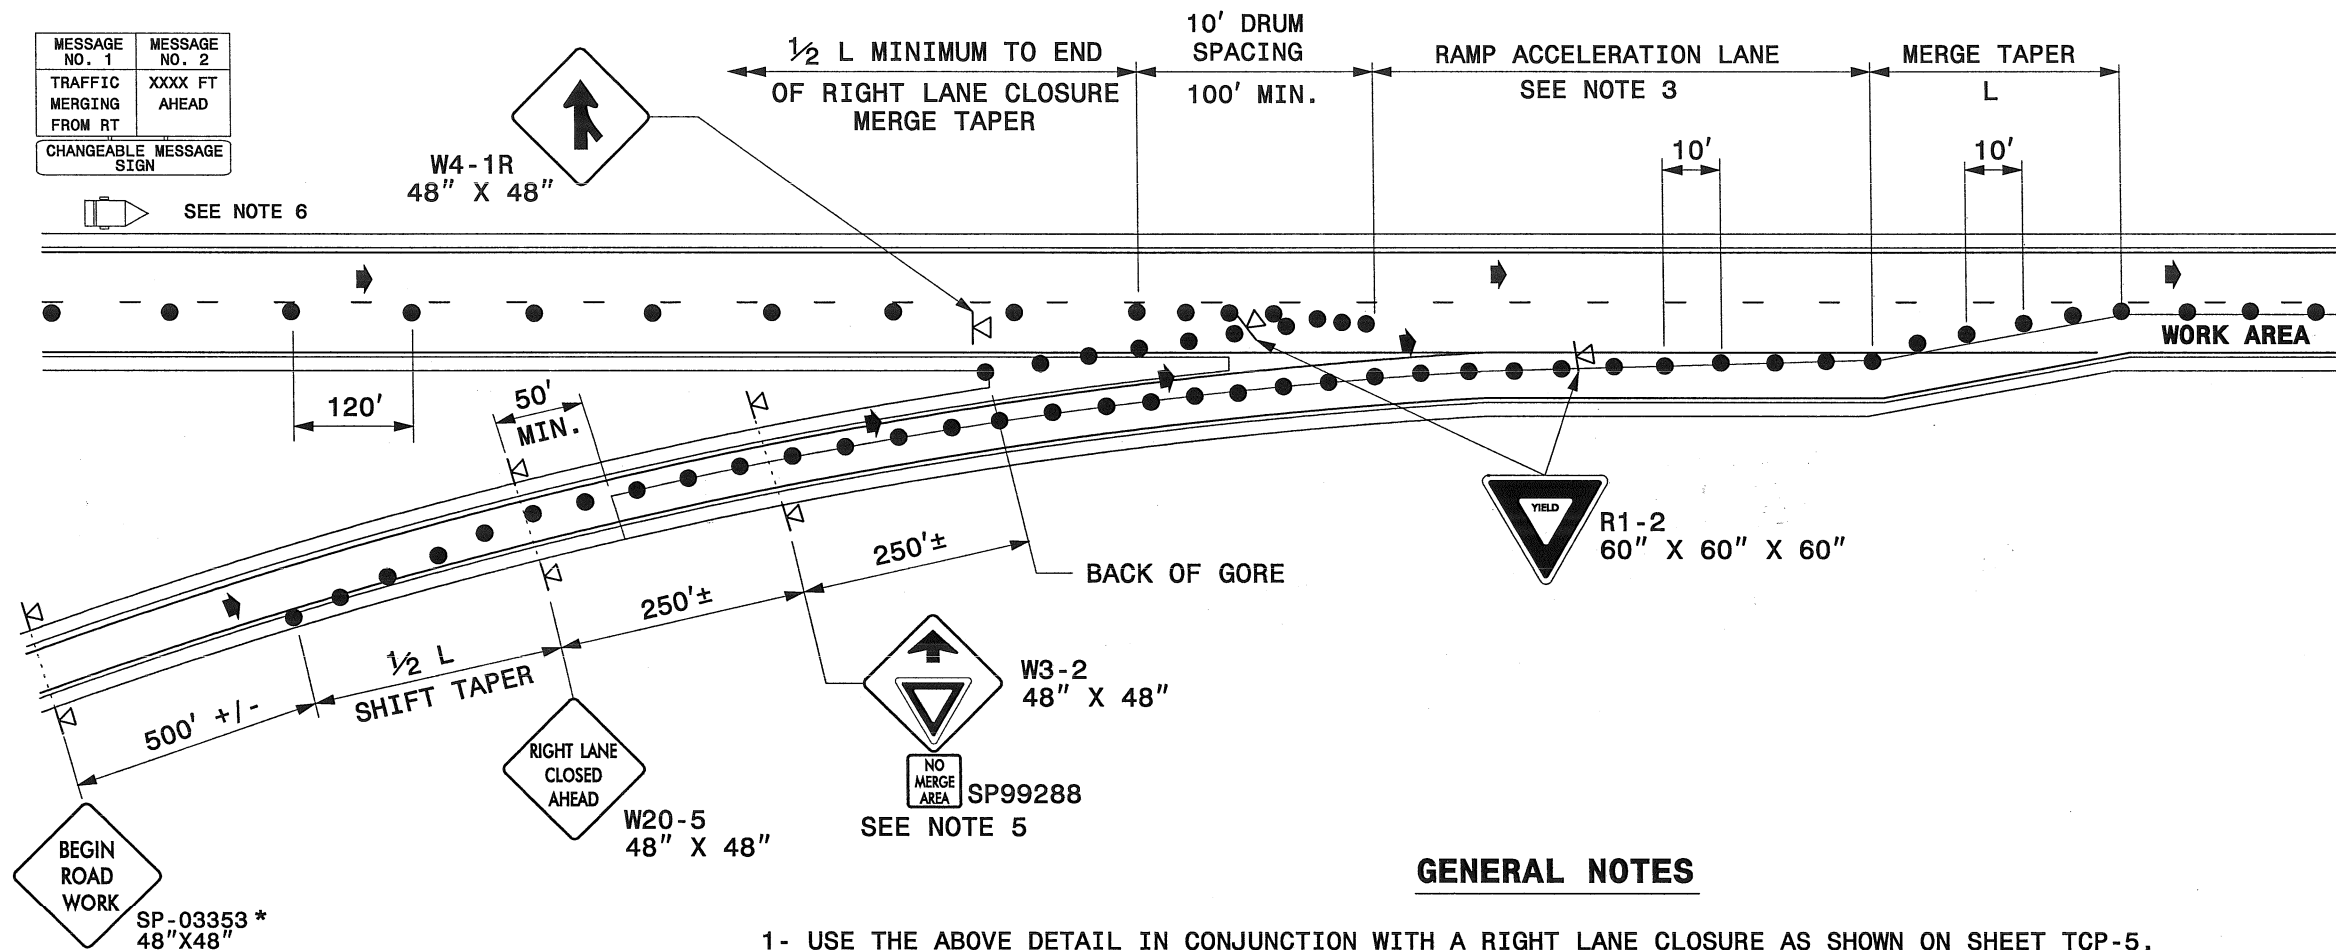 MESSAGE NO. 1
MESSAGE NO. 2
TRAFFIC MERGING FROM RT
XXXX FT AHEAD
CHANGEABLE MESSAGE SIGN
SEE NOTE 6
W4-1R
48" X 48"
½ L MINIMUM TO END
OF RIGHT LANE CLOSURE
MERGE TAPER
10' DRUM
SPACING
100' MIN.
RAMP ACCELERATION LANE
SEE NOTE 3
MERGE TAPER
L
10'
10'
WORK AREA
120'
50'
MIN.
250'±
250'±
BACK OF GORE
YIELD
R1-2
60" X 60" X 60"
½ L
SHIFT TAPER
500' +/-
W3-2
48" X 48"
NO
MERGE
AREA
SP99288
SEE NOTE 5
RIGHT LANE
CLOSED
AHEAD
W20-5
48" X 48"
BEGIN
ROAD
WORK
SP-03353 *
48"X48"
GENERAL NOTES
1- USE THE ABOVE DETAIL IN CONJUNCTION WITH A RIGHT LANE CLOSURE AS SHOWN ON SHEET TCP-5.